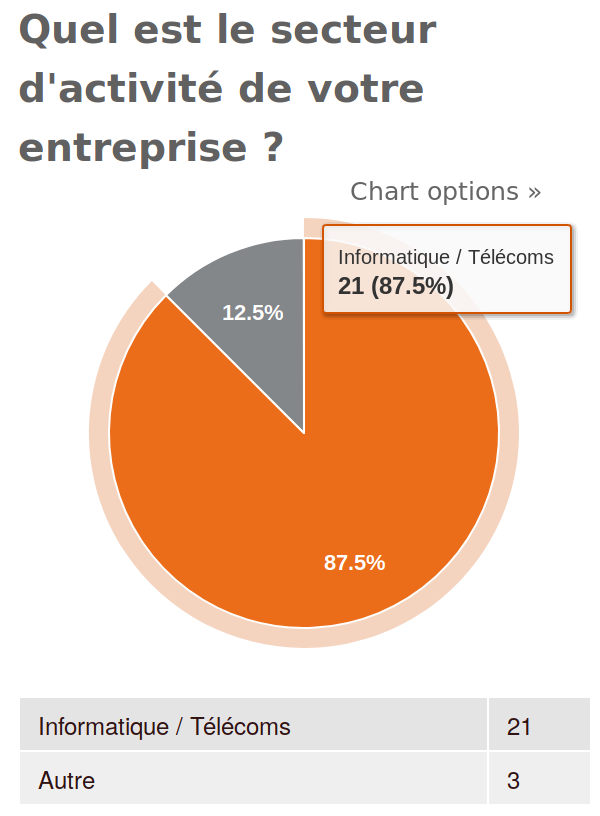 Quel est le secteur
d'activité de votre
entreprise ?
Chart options »
Informatique / Télécoms
21 (87.5%)
12.5%
87.5%
Informatique / Télécoms 21
Autre 3